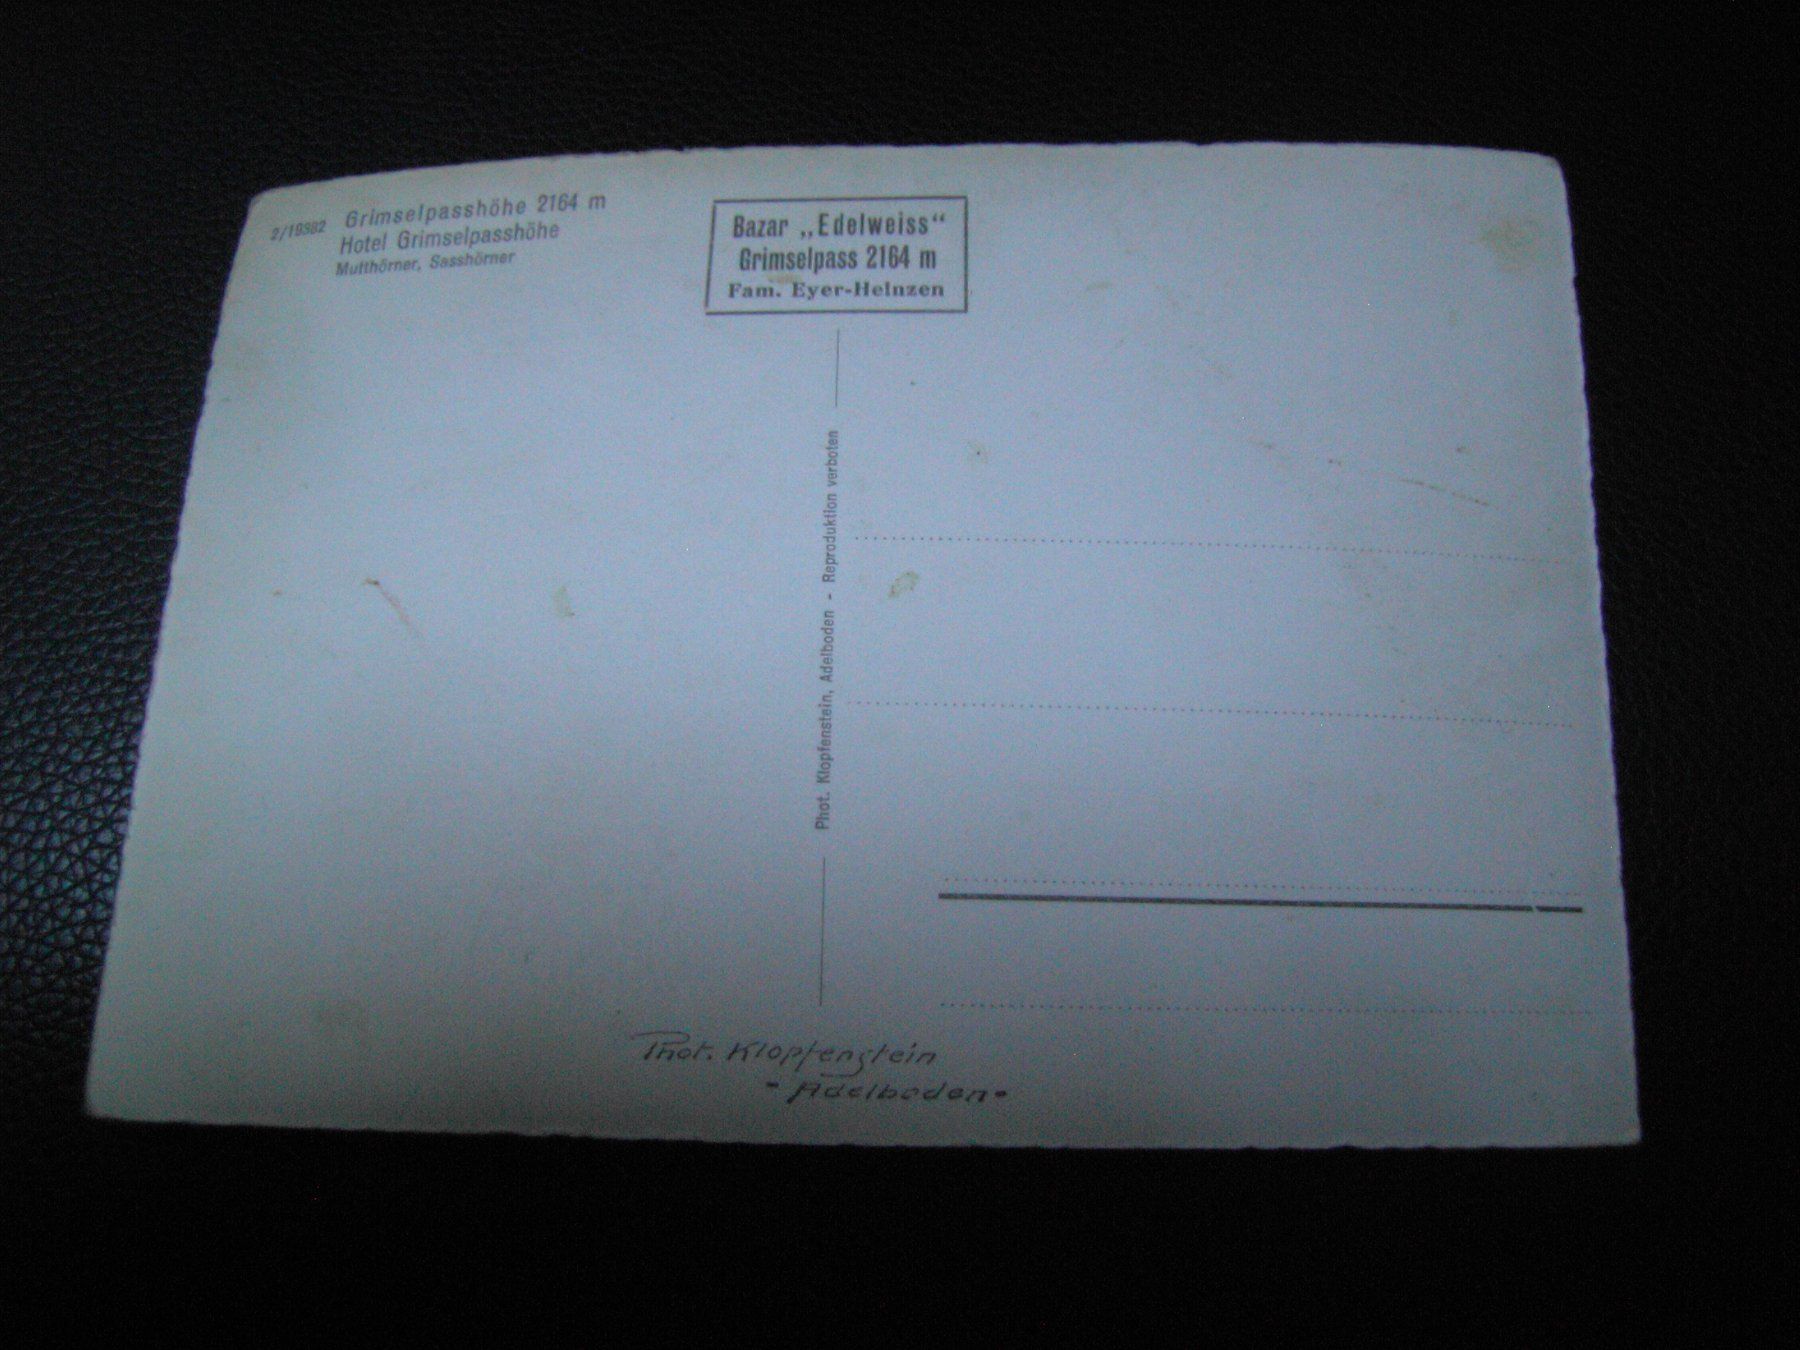 2/19382 Grimselpasshöhe 2164 m
Hotel Grimselpasshöhe
Mutthörner, Sasshörner
Bazar „Edelweiss“
Grimselpass 2164 m
Fam. Eyer-Heinzen
Phot. Klopfenstein, Adelboden - Reproduktion verboten
Phot. Klopfenstein
- Adelboden -